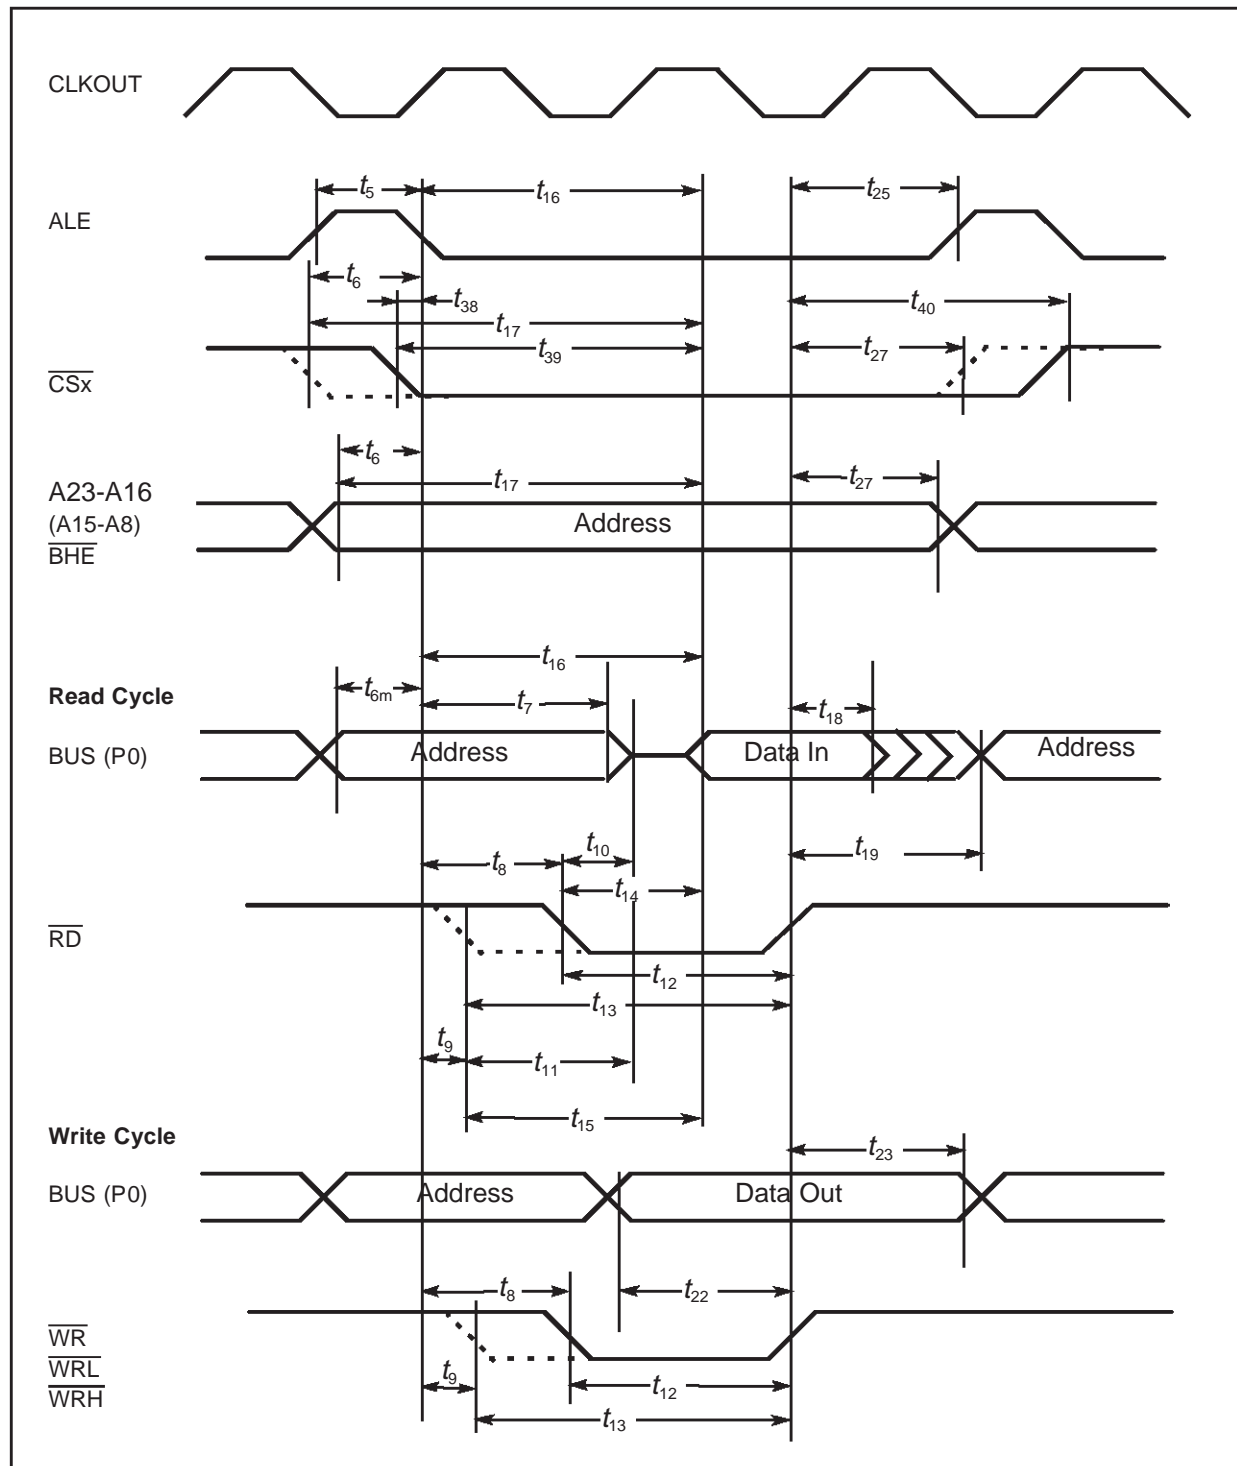 CLKOUT
t5
t16
t25
ALE
t6
t38
t40
t17
t39
t27
CSx
t6
t27
t17
A23-A16
(A15-A8)
Address
BHE
t16
Read Cycle
t6m
t7
t18
BUS (P0)
Address
Data In
Address
t10
t8
t19
t14
RD
t12
t13
t9
t11
t15
Write Cycle
t23
BUS (P0)
Address
Data Out
t8
t22
WR
WRL
t9
t12
WRH
t13